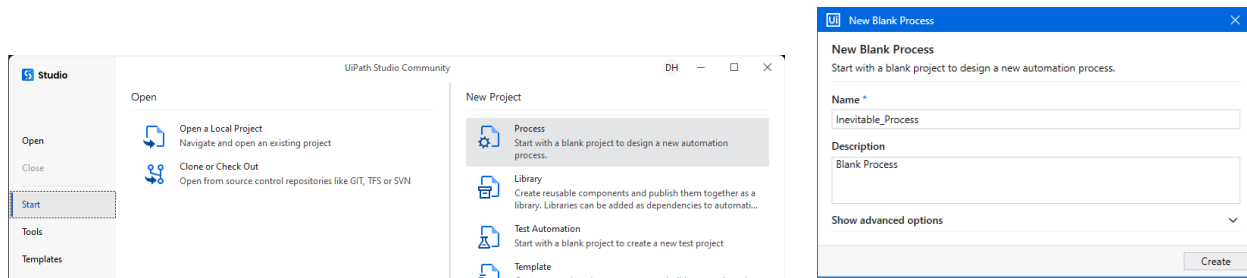 Studio
UiPath Studio Community
DH
Open
Close
Start
Tools
Templates
Open
Open a Local Project
Navigate and open an existing project
Clone or Check Out
Open from source control repositories like GIT, TFS or SVN
New Project
Process
Start with a blank project to design a new automation
process.
Library
Create reusable components and publish them together as a
library. Libraries can be added as dependencies to automati...
Test Automation
Start with a blank project to create a new test project
Template
Ui New Blank Process
New Blank Process
Start with a blank project to design a new automation process.
Name *
Inevitable_Process
Description
Blank Process
Show advanced options
Create